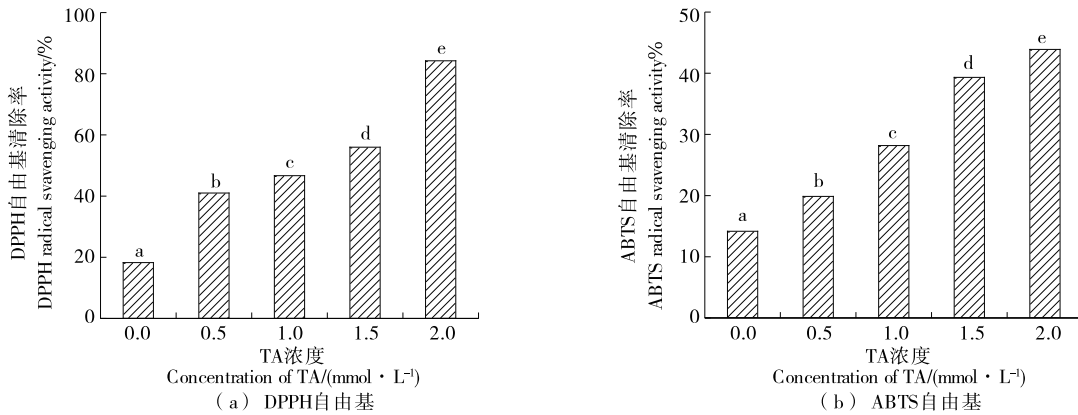 DPPH自由基清除率
DPPH radical svavenging activity/%
100
80
60
40
20
0
a
b
c
d
e
0.0 0.5 1.0 1.5 2.0
TA浓度
Concentration of TA/(mmol·L⁻¹)
(a) DPPH自由基
ABTS自由基清除率
ABTS radical svavenging activity%
50
40
30
20
10
0
a
b
c
d
e
0.0 0.5 1.0 1.5 2.0
TA浓度
Concentration of TA/(mmol·L⁻¹)
(b) ABTS自由基